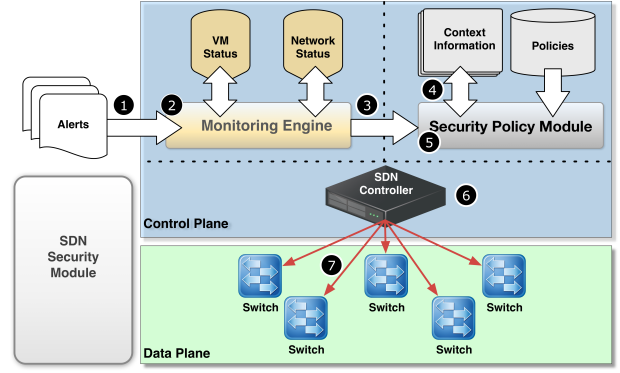 VM
Status
Network
Status
Context
Information
Policies
1
2
3
4
Alerts
Monitoring Engine
Security Policy Module
5
SDN
Controller
6
SDN
Security
Module
Control Plane
7
Switch
Switch
Switch
Switch
Switch
Data Plane